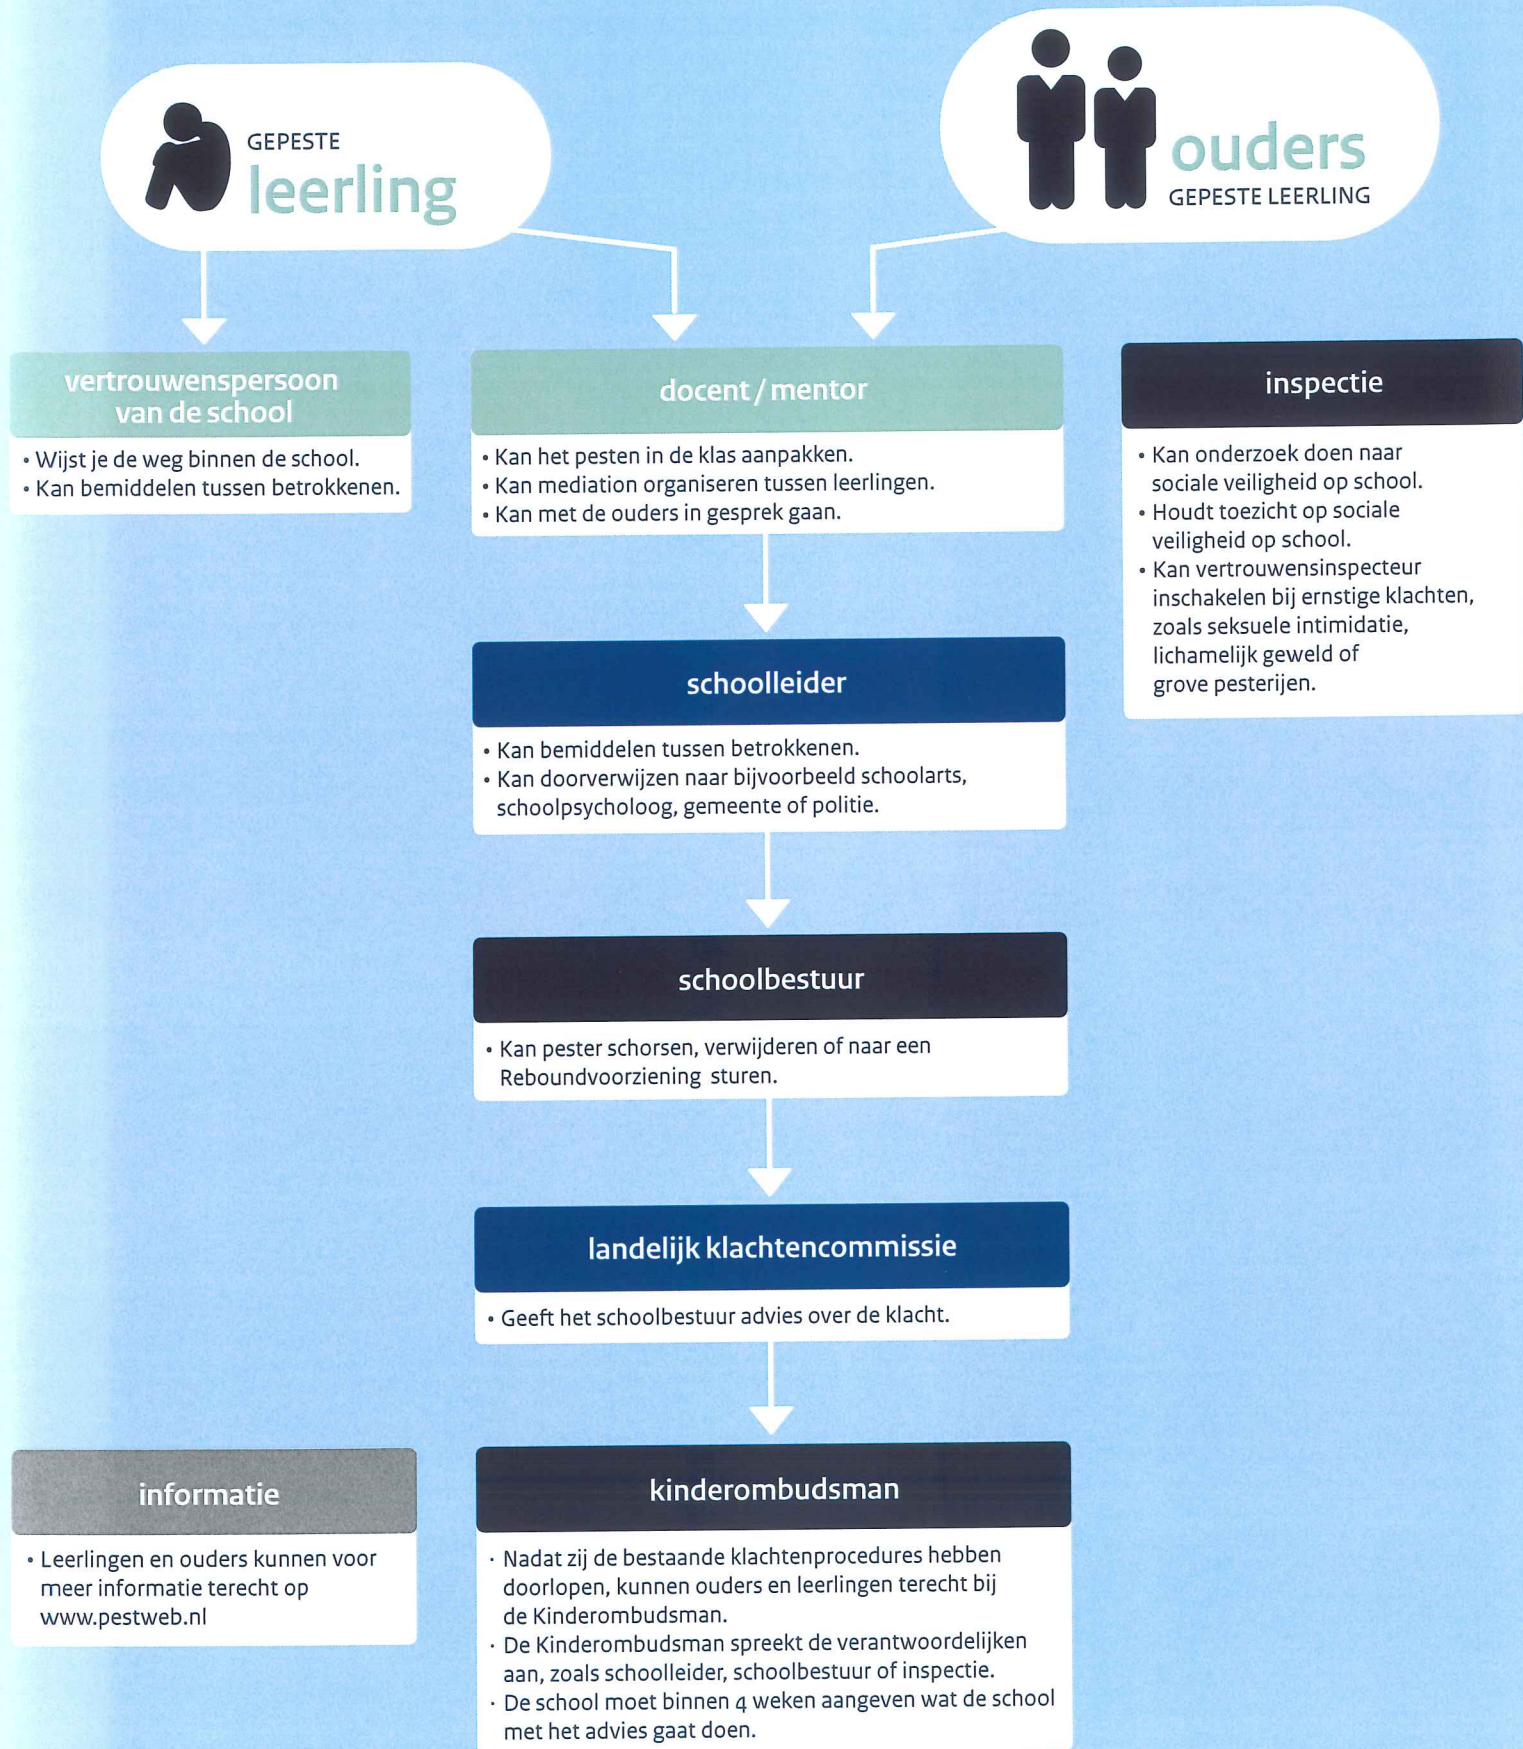 GEPESTE
leerling
ouders
GEPESTE LEERLING
vertrouwenspersoon
van de school
• Wijst je de weg binnen de school.
• Kan bemiddelen tussen betrokkenen.
docent / mentor
• Kan het pesten in de klas aanpakken.
• Kan mediation organiseren tussen leerlingen.
• Kan met de ouders in gesprek gaan.
inspectie
• Kan onderzoek doen naar
sociale veiligheid op school.
• Houdt toezicht op sociale
veiligheid op school.
• Kan vertrouwensinspecteur
inschakelen bij ernstige klachten,
zoals seksuele intimidatie,
lichamelijk geweld of
grove pesterijen.
schoolleider
• Kan bemiddelen tussen betrokkenen.
• Kan doorverwijzen naar bijvoorbeeld schoolarts,
schoolpsycholoog, gemeente of politie.
schoolbestuur
• Kan pester schorsen, verwijderen of naar een
Reboundvoorziening sturen.
landelijk klachtencommissie
• Geeft het schoolbestuur advies over de klacht.
informatie
• Leerlingen en ouders kunnen voor
meer informatie terecht op
www.pestweb.nl
kinderombudsman
· Nadat zij de bestaande klachtenprocedures hebben
doorlopen, kunnen ouders en leerlingen terecht bij
de Kinderombudsman.
· De Kinderombudsman spreekt de verantwoordelijken
aan, zoals schoolleider, schoolbestuur of inspectie.
· De school moet binnen 4 weken aangeven wat de school
met het advies gaat doen.